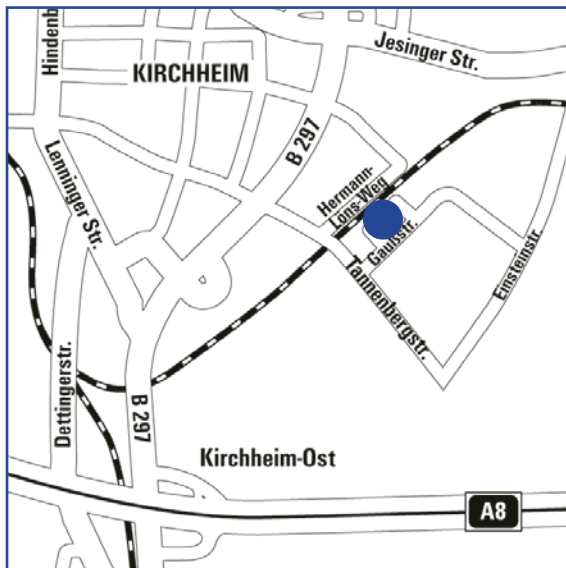 Hindenb
Jesinger Str.
KIRCHHEIM
B 297
Lenninger Str.
Hermann-
Löns-Weg
Gaußstr.
Tannenbergstr.
Einsteinstr.
Dettingerstr.
B 297
Kirchheim-Ost
A8